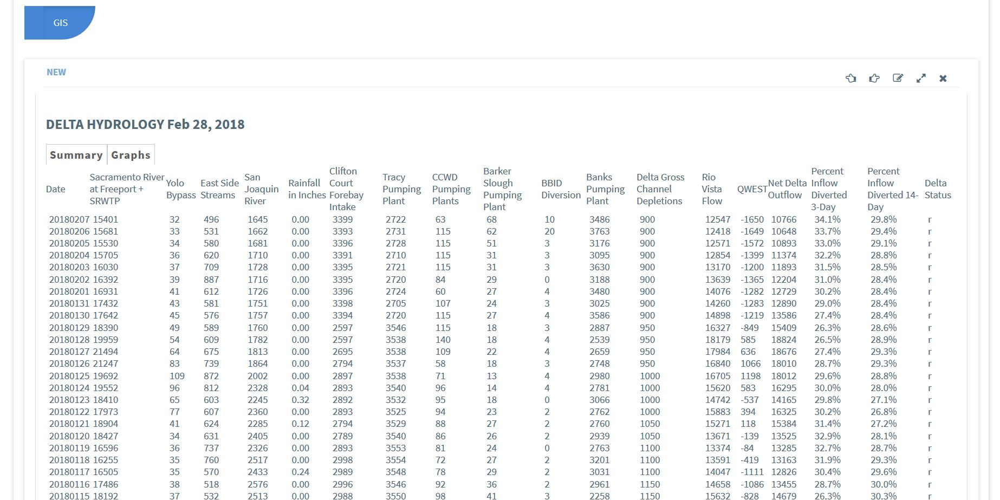 GIS
NEW
DELTA HYDROLOGY Feb 28, 2018
Summary Graphs
Date Sacramento River at Freeport + SRWTP Yolo Bypass East Side Streams San Joaquin River Rainfall in Inches Clifton Court Forebay Intake Tracy Pumping Plant CCWD Pumping Plants Barker Slough Pumping Plant BBID Diversion Banks Pumping Plant Delta Gross Channel Depletions Rio Vista Flow QWEST Net Delta Outflow Percent Inflow Diverted 3-Day Percent Inflow Diverted 14-Day Delta Status
20180207 15401 32 496 1645 0.00 3399 2722 63 68 10 3486 900 12547 -1650 10766 34.1% 29.8% r
20180206 15681 33 531 1662 0.00 3393 2731 115 62 20 3763 900 12418 -1649 10648 33.7% 29.4% r
20180205 15530 34 580 1681 0.00 3396 2728 115 51 3 3176 900 12571 -1572 10893 33.0% 29.1% r
20180204 15705 36 620 1710 0.00 3391 2710 115 31 3 3095 900 12854 -1399 11374 32.2% 28.8% r
20180203 16030 37 709 1728 0.00 3395 2721 115 31 3 3630 900 13170 -1200 11893 31.5% 28.5% r
20180202 16392 39 887 1716 0.00 3395 2720 84 29 0 3188 900 13639 -1365 12204 31.0% 28.4% r
20180201 16931 41 612 1726 0.00 3396 2724 60 27 4 3480 900 14076 -1282 12729 30.2% 28.4% r
20180131 17432 43 581 1751 0.00 3398 2705 107 24 3 3025 900 14260 -1283 12890 29.0% 28.4% r
20180130 17642 45 576 1757 0.00 3394 2720 115 27 4 3586 900 14898 -1219 13586 27.4% 28.4% r
20180129 18390 49 589 1760 0.00 2597 3546 115 18 3 2887 950 16327 -849 15409 26.3% 28.6% r
20180128 19959 54 609 1782 0.00 2597 3538 140 18 4 2539 950 18179 585 18824 26.5% 28.9% r
20180127 21494 64 675 1813 0.00 2695 3538 109 22 4 2659 950 17984 636 18676 27.4% 29.3% r
20180126 21247 83 739 1864 0.00 2794 3537 58 18 3 2748 950 16840 1066 18010 28.7% 29.3% r
20180125 19692 109 872 2002 0.00 2897 3538 71 13 4 2980 1000 16705 1198 18012 29.6% 28.8% r
20180124 19552 96 812 2328 0.04 2893 3540 96 14 4 2781 1000 15620 583 16295 30.0% 28.0% r
20180123 18410 65 603 2245 0.32 2892 3532 95 18 0 3066 1000 14742 -537 14165 29.8% 27.1% r
20180122 17973 77 607 2360 0.00 2893 3525 94 23 2 2762 1000 15883 394 16325 30.2% 26.8% r
20180121 18904 41 624 2285 0.12 2794 3529 88 27 2 2760 1050 15271 118 15384 31.4% 27.2% r
20180120 18427 34 631 2405 0.00 2789 3540 86 26 2 2939 1050 13671 -139 13525 32.9% 28.1% r
20180119 16596 36 737 2326 0.00 2893 3553 81 24 0 2763 1100 13374 -84 13285 32.7% 28.7% r
20180118 16255 35 760 2517 0.00 2998 3554 72 27 2 3201 1100 13591 -419 13163 31.9% 29.3% r
20180117 16505 35 570 2433 0.24 2989 3548 78 29 2 3031 1100 14047 -1111 12826 30.4% 29.6% r
20180116 17486 38 518 2576 0.00 2996 3546 92 36 2 2961 1150 14658 -1086 13455 28.7% 30.0% r
20180115 18192 37 532 2513 0.00 2988 3550 98 41 3 2258 1150 15632 -828 14679 26.3% 30.3% r